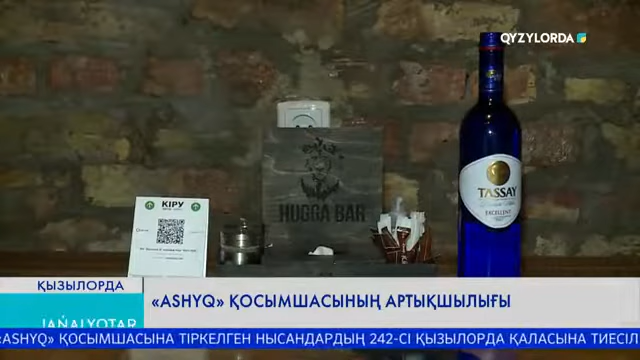 QYZYLORDA
КІРУ
HUGGA BAR
TASSAY
EXCELLENT
ҚЫЗЫЛОРДА
«ASHYQ» ҚОСЫМШАСЫНЫҢ АРТЫҚШЫЛЫҒЫ
JAŃALYQTAR
«ASHYQ» ҚОСЫМШАСЫНА ТІРКЕЛГЕН НЫСАНДАРДЫҢ 242-СІ ҚЫЗЫЛОРДА ҚАЛАСЫНА ТИЕСІЛ